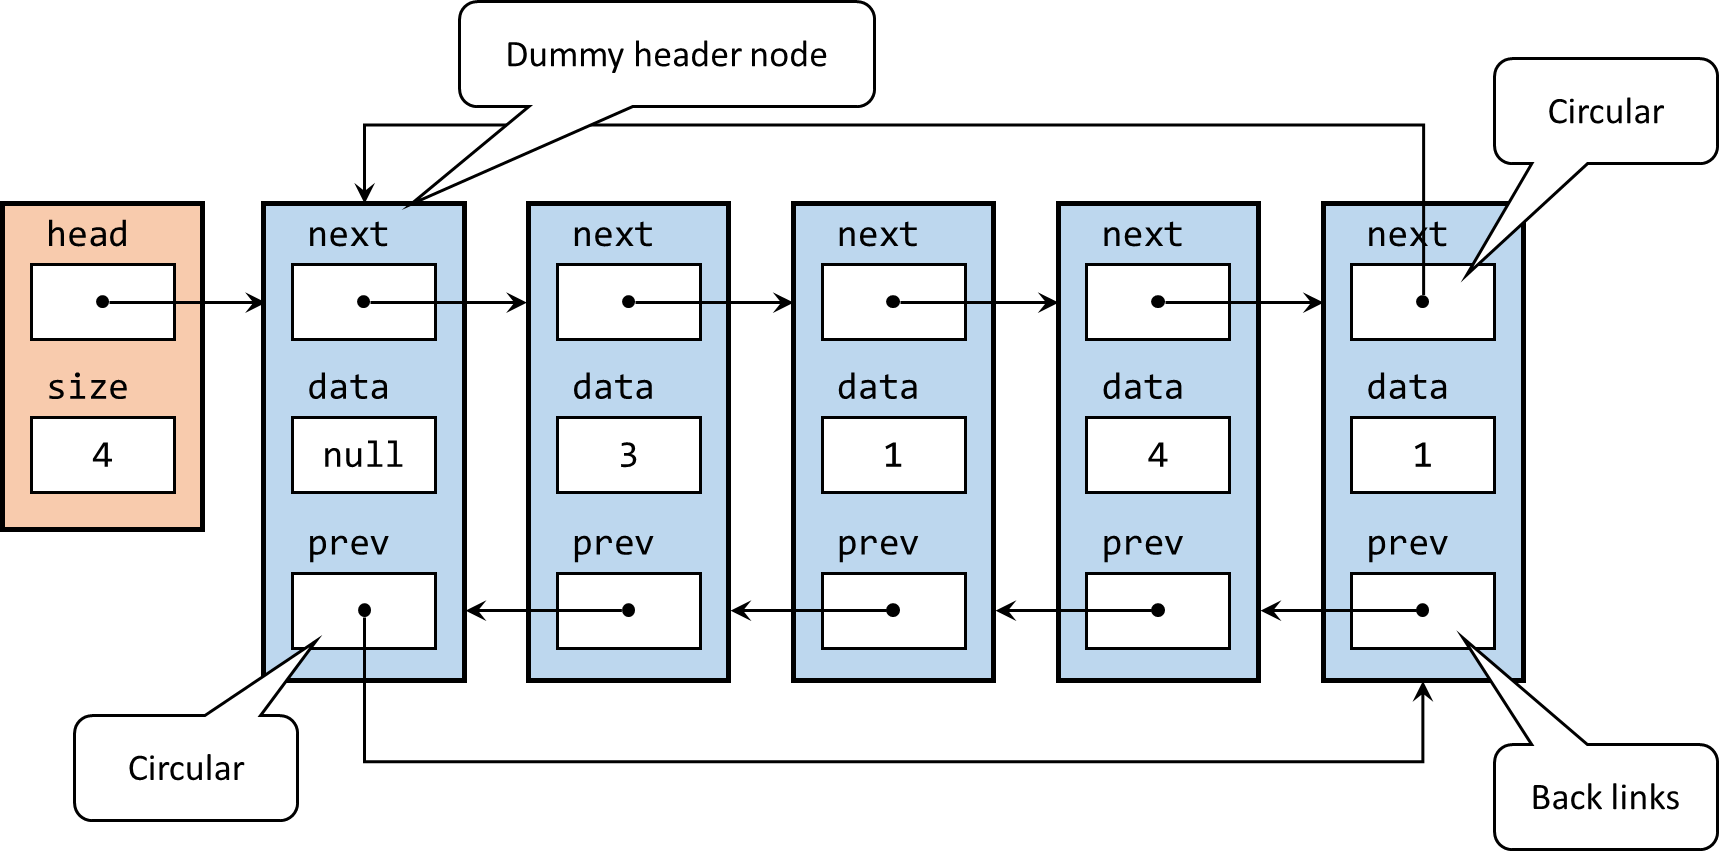 Dummy header node
Circular
head
next
next
next
next
next
size
data
data
data
data
data
4
null
3
1
4
1
prev
prev
prev
prev
prev
Circular
Back links